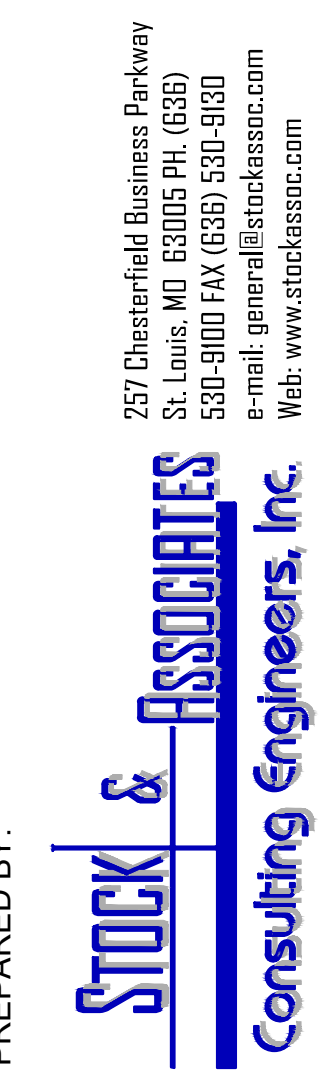 PREPARED BY:
STOCK & ASSOCIATES
Consulting Engineers, Inc.
257 Chesterfield Business Parkway
St. Louis, MO 63005 PH. (636)
530-9100 FAX (636) 530-9130
e-mail: general@stockassoc.com
Web: www.stockassoc.com